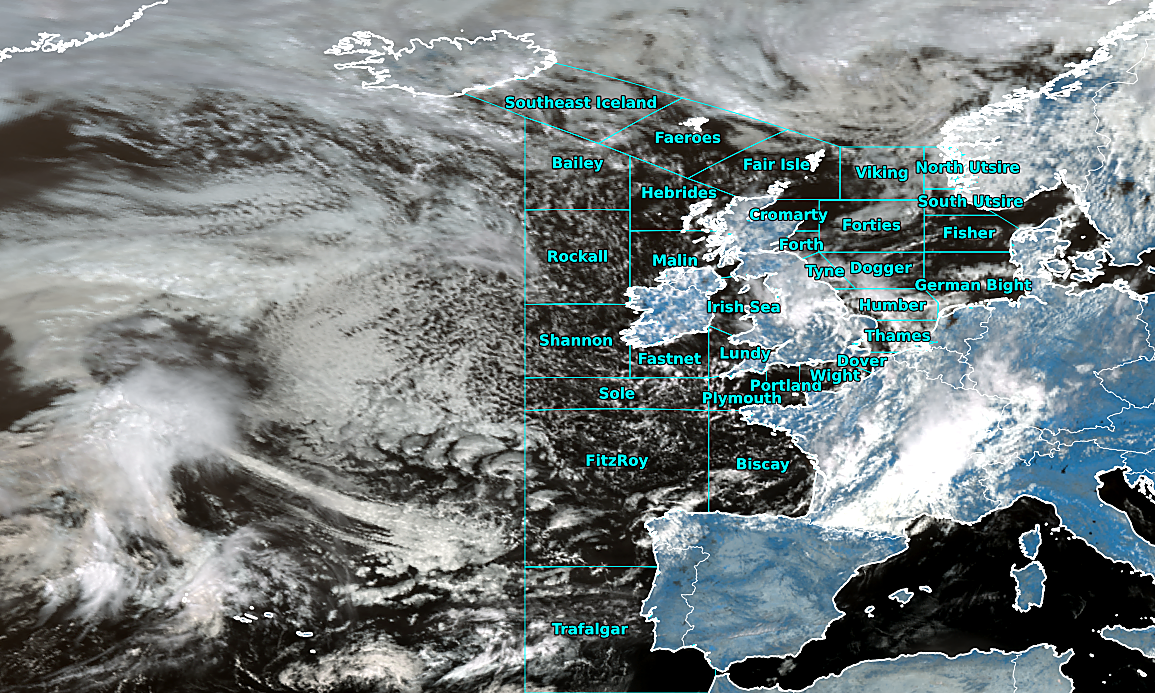 Southeast Iceland
Faeroes
Bailey
Fair Isle
Viking
North Utsire
Hebrides
South Utsire
Cromarty
Forties
Fisher
Forth
Rockall
Malin
Tyne
Dogger
German Bight
Irish Sea
Humber
Thames
Shannon
Fastnet
Lundy
Dover
Wight
Portland
Sole
Plymouth
FitzRoy
Biscay
Trafalgar